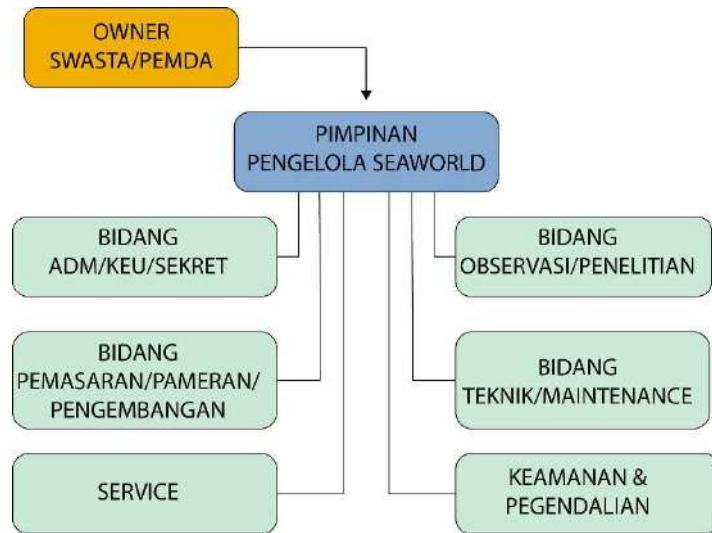 OWNER
SWASTA/PEMDA
PIMPINAN
PENGELOLA SEAWORLD
BIDANG
ADM/KEU/SEKRET
BIDANG
OBSERVASI/PENELITIAN
BIDANG
PEMASARAN/PAMERAN/
PENGEMBANGAN
BIDANG
TEKNIK/MAINTENANCE
SERVICE
KEAMANAN &
PEGENDALIAN